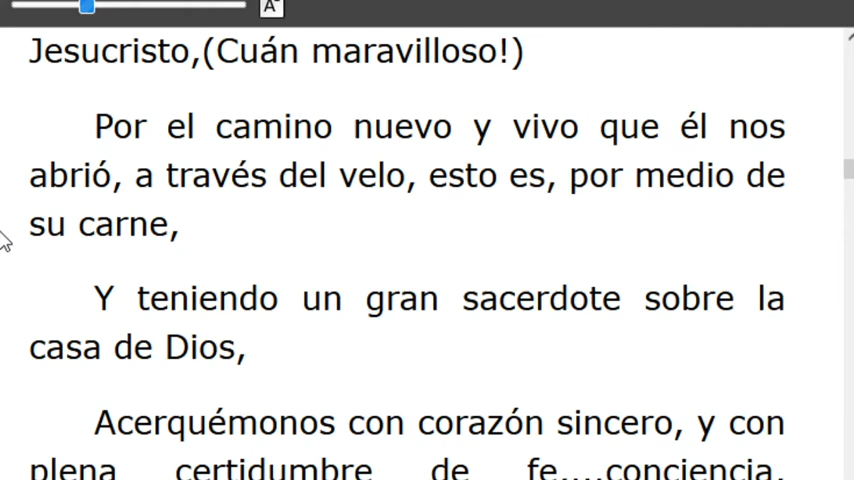 A
Jesucristo,(Cuán maravilloso!)
Por el camino nuevo y vivo que él nos
abrió, a través del velo, esto es, por medio de
su carne,
Y teniendo un gran sacerdote sobre la
casa de Dios,
Acerquémonos con corazón sincero, y con
plena certidumbre de fe,...conciencia,